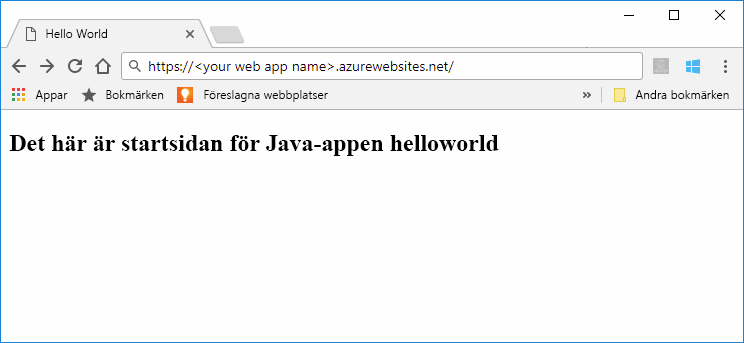 Hello World
https://<your web app name>.azurewebsites.net/
Appar Bokmärken Föreslagna webbplatser » Andra bokmärken
Det här är startsidan för Java-appen helloworld